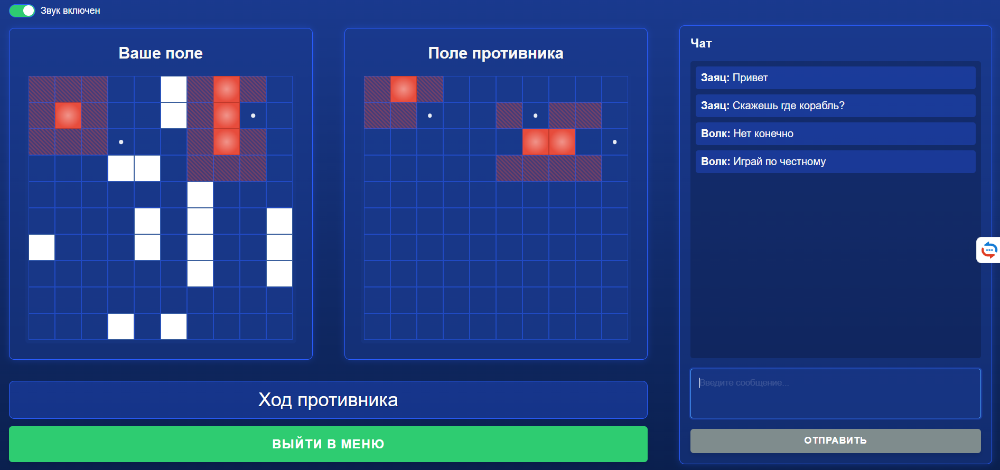 Звук включен
Ваше поле
Поле противника
Ход противника
ВЫЙТИ В МЕНЮ
Чат
Заяц: Привет
Заяц: Скажешь где корабль?
Волк: Нет конечно
Волк: Играй по честному
Введите сообщение...
ОТПРАВИТЬ